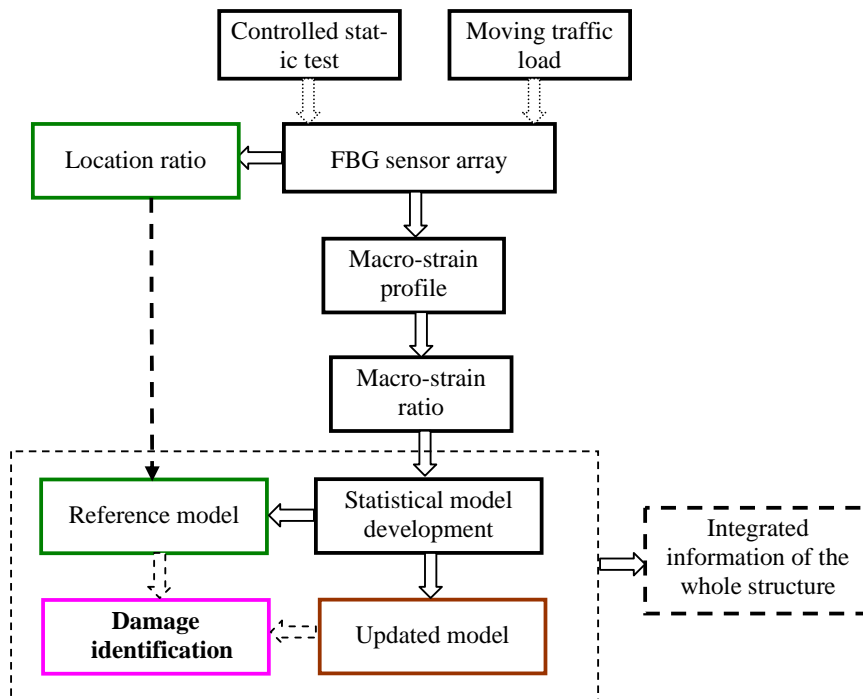 Controlled stat-
ic test
Moving traffic
load
Location ratio
FBG sensor array
Macro-strain
profile
Macro-strain
ratio
Reference model
Statistical model
development
Integrated
information of the
whole structure
Damage
identification
Updated model